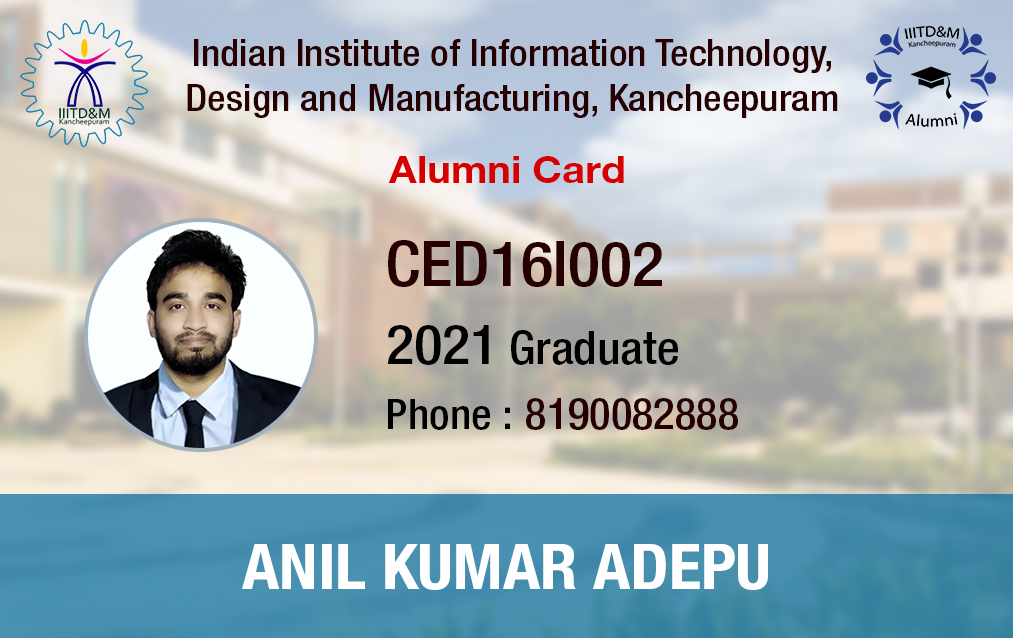 Indian Institute of Information Technology,
Design and Manufacturing, Kancheepuram
IIITD&M
Kancheepuram
IIITD&M
Kancheepuram
Alumni
Alumni Card
CED16I002
2021 Graduate
Phone : 8190082888
ANIL KUMAR ADEPU